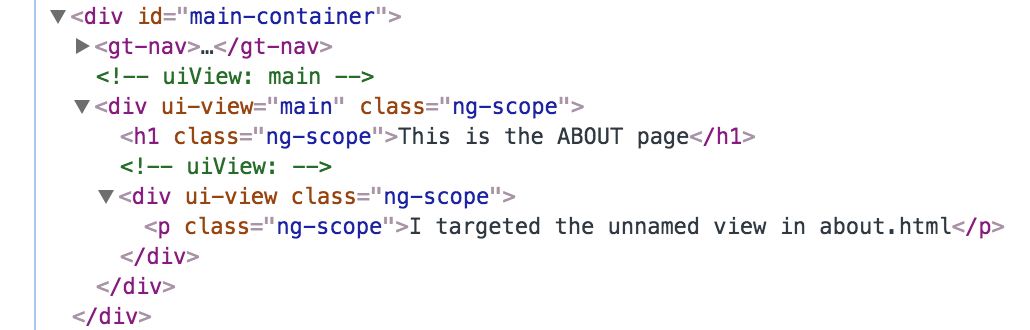 ▼<div id="main-container">
▶<gt-nav>…</gt-nav>
<!-- uiView: main -->
▼<div ui-view="main" class="ng-scope">
<h1 class="ng-scope">This is the ABOUT page</h1>
<!-- uiView: -->
▼<div ui-view class="ng-scope">
<p class="ng-scope">I targeted the unnamed view in about.html</p>
</div>
</div>
</div>